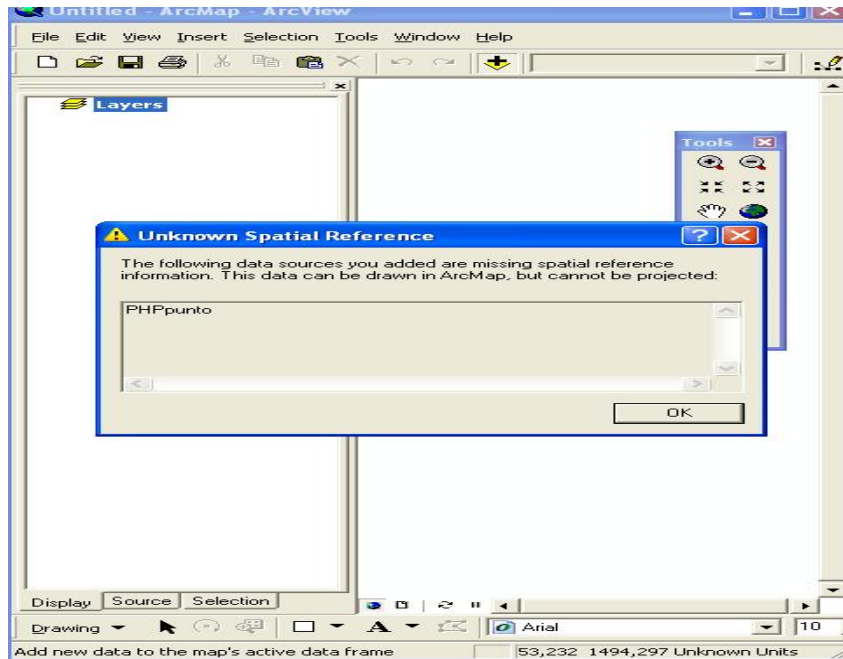 Untitled - ArcMap - ArcView
File Edit View Insert Selection Tools Window Help
Layers
Tools
Unknown Spatial Reference
The following data sources you added are missing spatial reference
information. This data can be drawn in ArcMap, but cannot be projected:
PHPpunto
OK
Display Source Selection
Drawing A Arial 10
Add new data to the map's active data frame 53,232 1494,297 Unknown Units